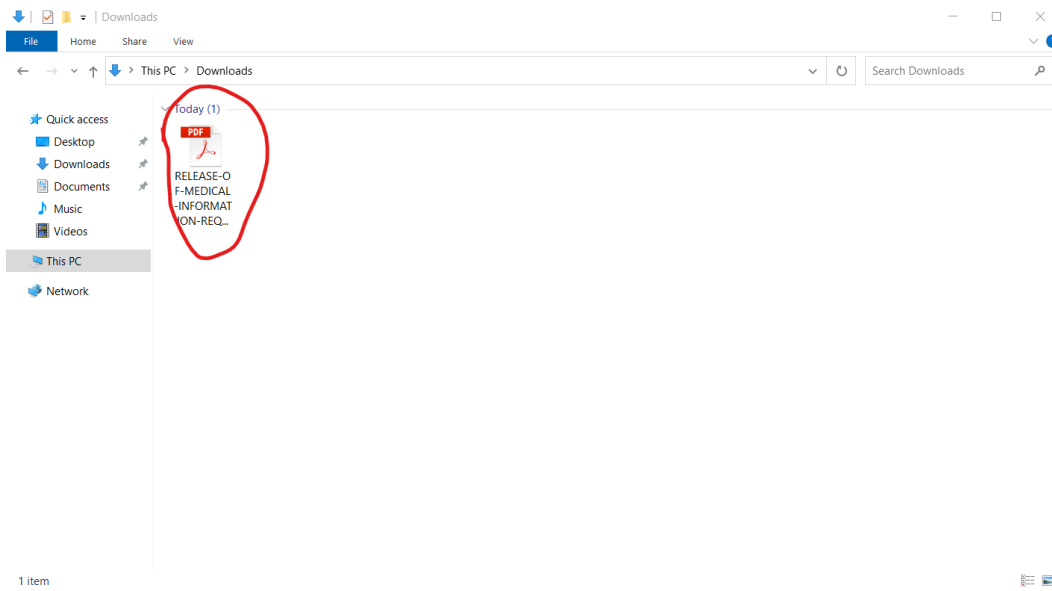 Downloads
File Home Share View
This PC > Downloads
Search Downloads
Quick access
Desktop
Downloads
Documents
Music
Videos
This PC
Network
Today (1)
PDF
RELEASE-O
F-MEDICAL
-INFORMAT
ION-REQ...
1 item